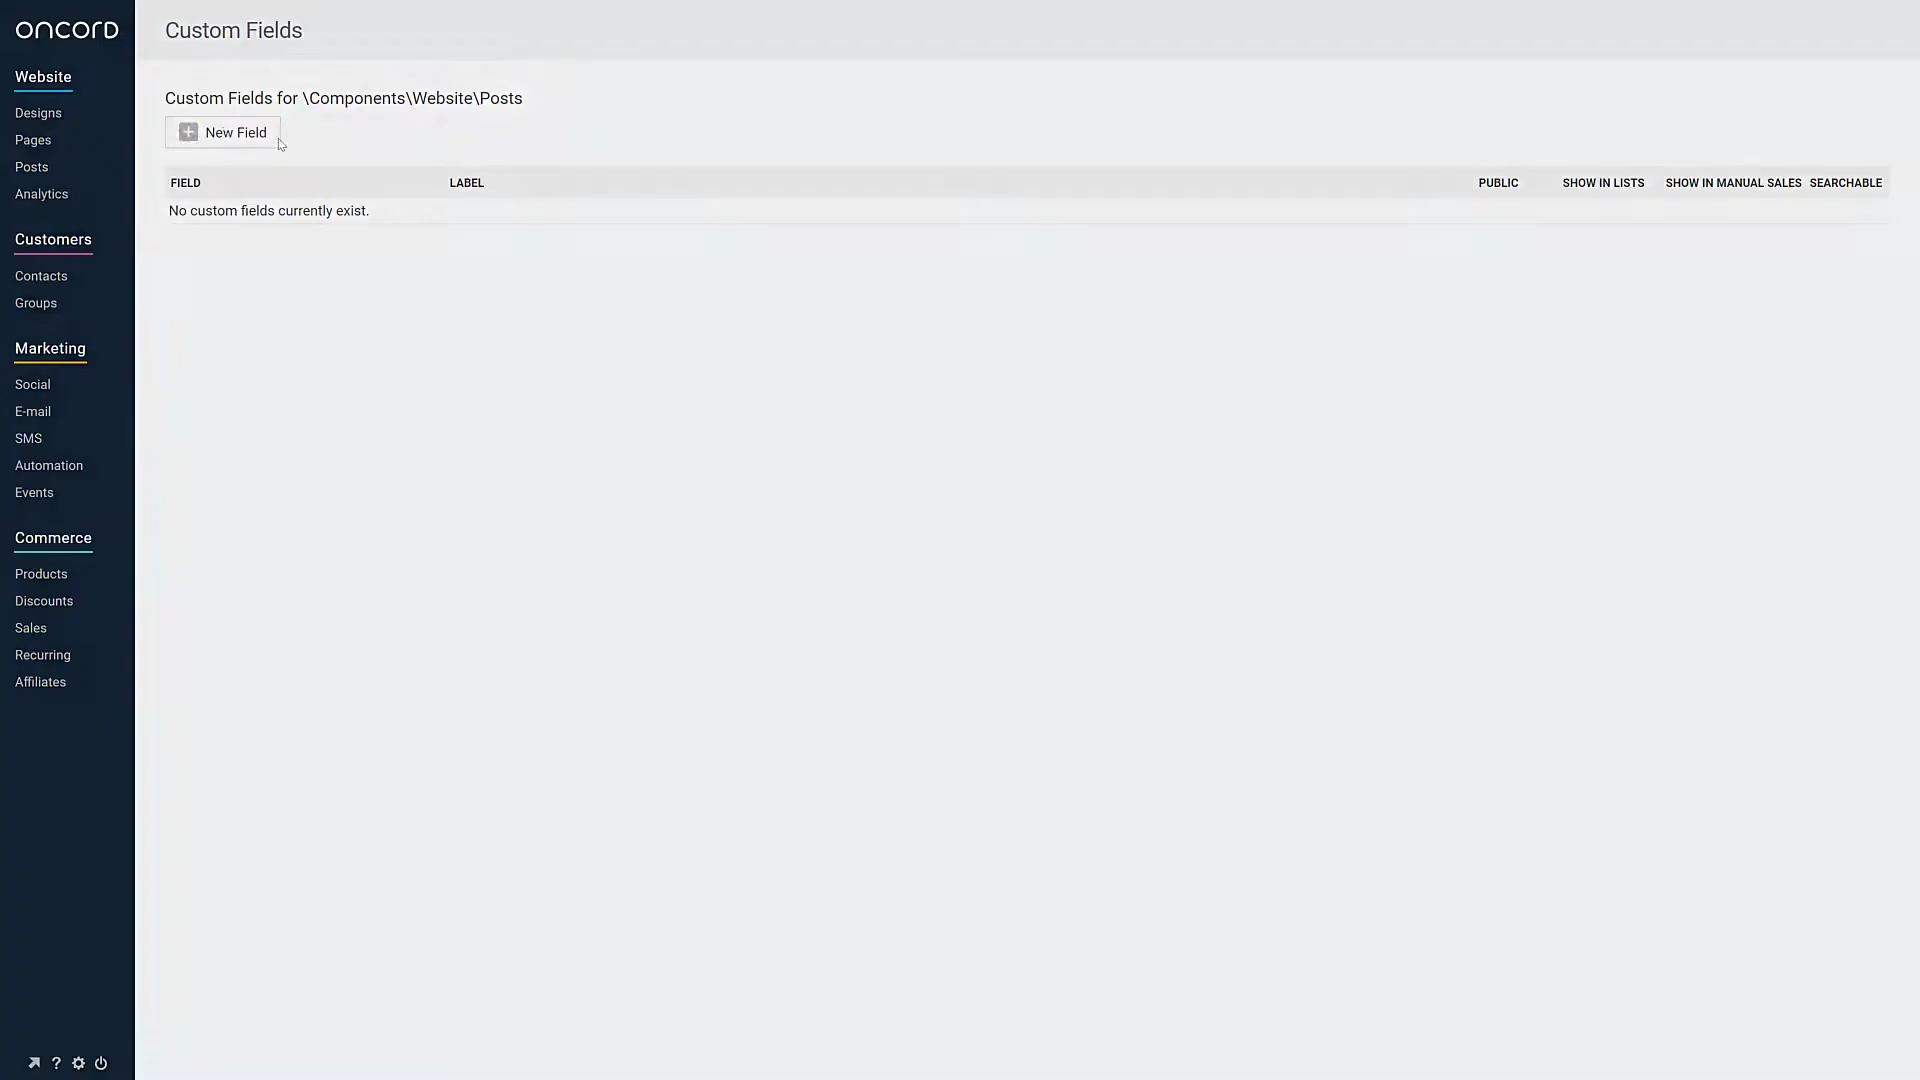 oncord
Website
Designs
Pages
Posts
Analytics
Customers
Contacts
Groups
Marketing
Social
E-mail
SMS
Automation
Events
Commerce
Products
Discounts
Sales
Recurring
Affiliates
?
Custom Fields
Custom Fields for \Components\Website\Posts
New Field
FIELD LABEL PUBLIC SHOW IN LISTS SHOW IN MANUAL SALES SEARCHABLE
No custom fields currently exist.